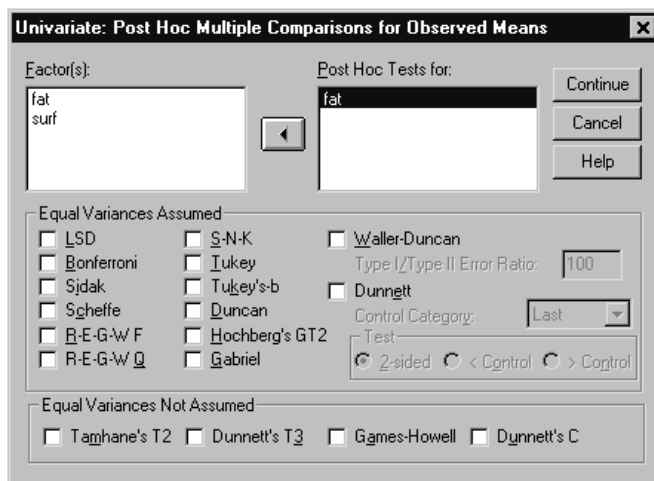 Univariate: Post Hoc Multiple Comparisons for Observed Means
Factor(s):
fat
surf
Post Hoc Tests for:
fat
Continue
Cancel
Help
Equal Variances Assumed
LSD
Bonferroni
Sidak
Scheffe
R-E-G-W F
R-E-G-W Q
S-N-K
Tukey
Tukey's-b
Duncan
Hochberg's GT2
Gabriel
Waller-Duncan
Type I/Type II Error Ratio: 100
Dunnett
Control Category: Last
Test
2-sided < Control > Control
Equal Variances Not Assumed
Tamhane's T2 Dunnett's T3 Games-Howell Dunnett's C